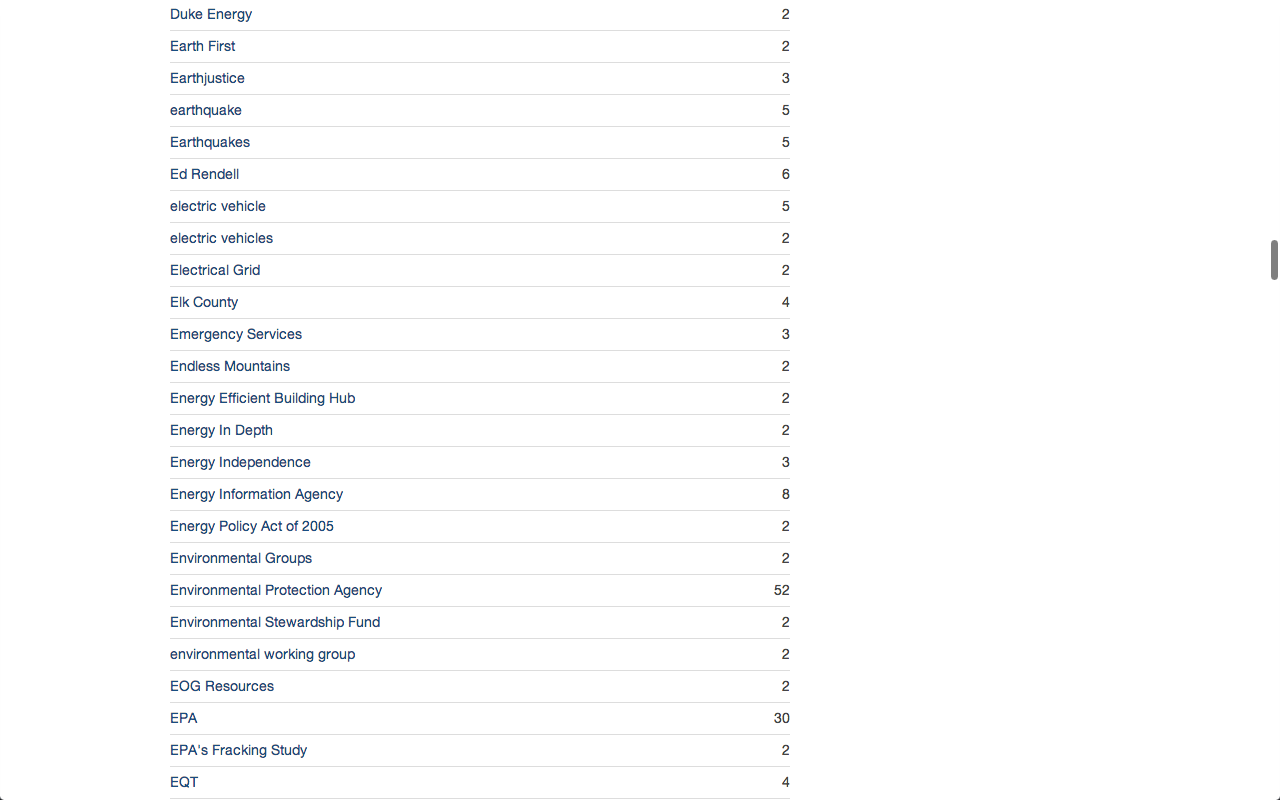 Duke Energy 2
Earth First 2
Earthjustice 3
earthquake 5
Earthquakes 5
Ed Rendell 6
electric vehicle 5
electric vehicles 2
Electrical Grid 2
Elk County 4
Emergency Services 3
Endless Mountains 2
Energy Efficient Building Hub 2
Energy In Depth 2
Energy Independence 3
Energy Information Agency 8
Energy Policy Act of 2005 2
Environmental Groups 2
Environmental Protection Agency 52
Environmental Stewardship Fund 2
environmental working group 2
EOG Resources 2
EPA 30
EPA's Fracking Study 2
EQT 4